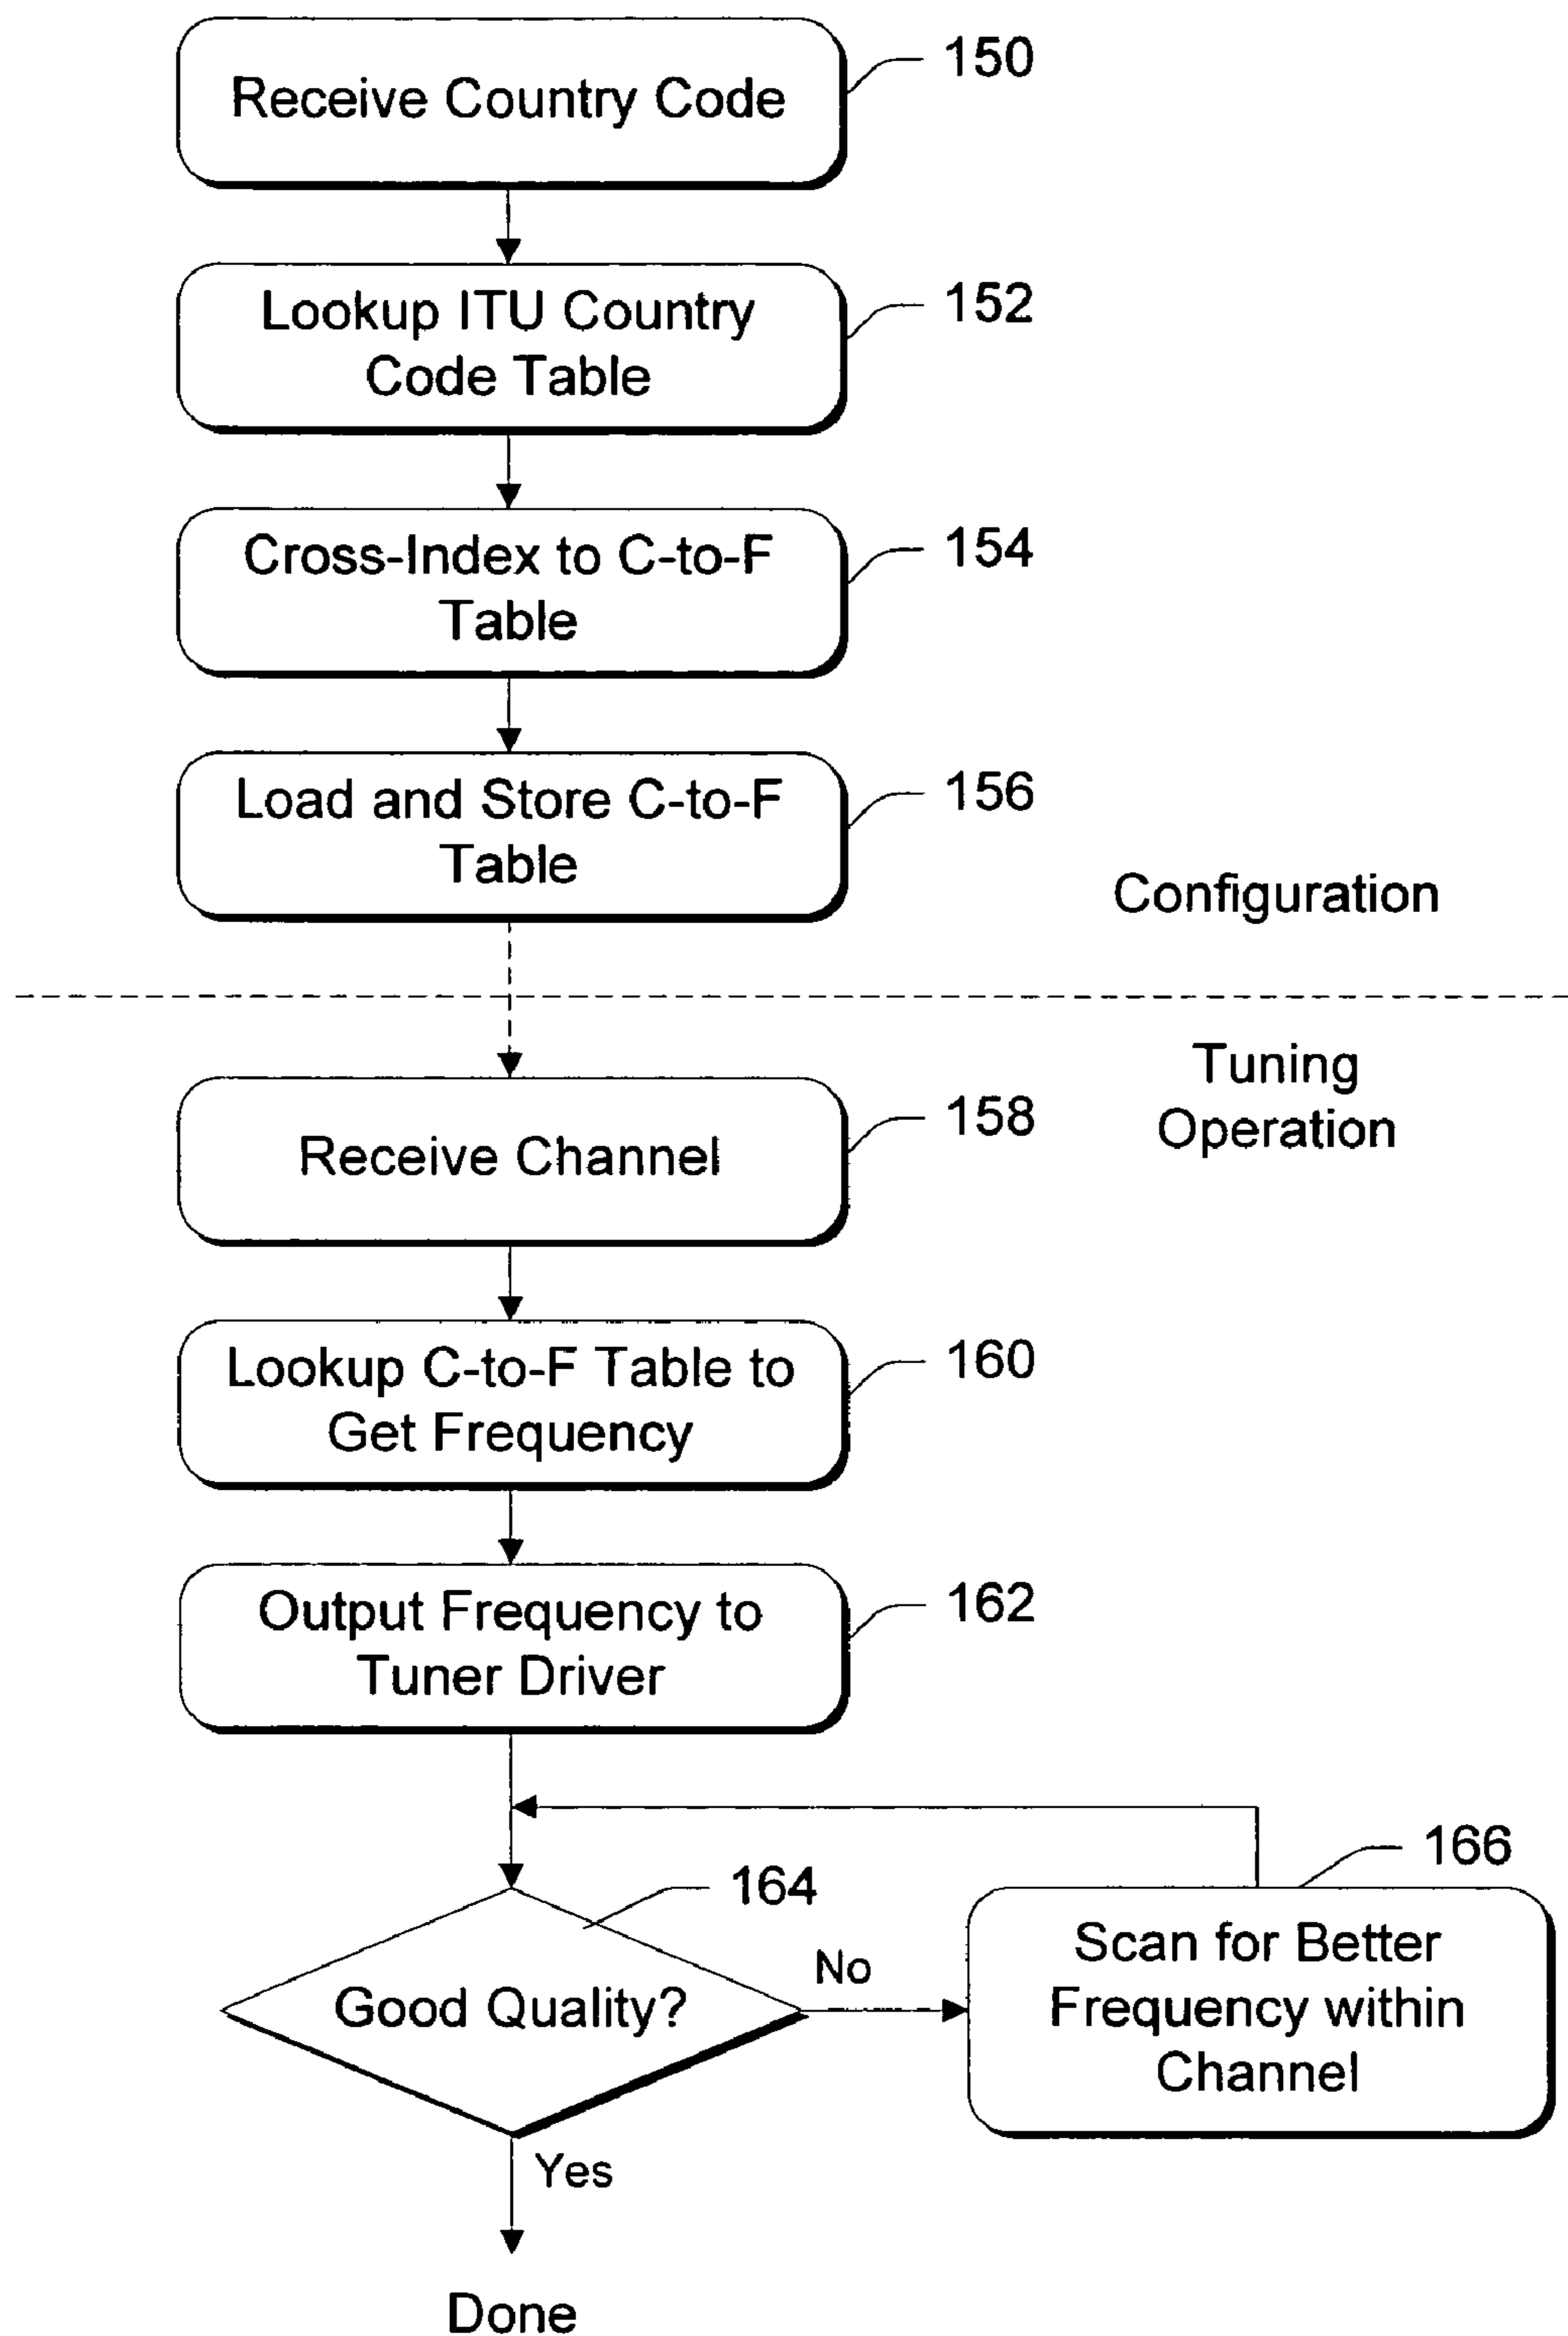 Receive Country Code
150
Lookup ITU Country
Code Table
152
Cross-Index to C-to-F
Table
154
Load and Store C-to-F
Table
156
Configuration
Tuning
Operation
Receive Channel
158
Lookup C-to-F Table to
Get Frequency
160
Output Frequency to
Tuner Driver
162
164
Good Quality?
No
166
Scan for Better
Frequency within
Channel
Yes
Done